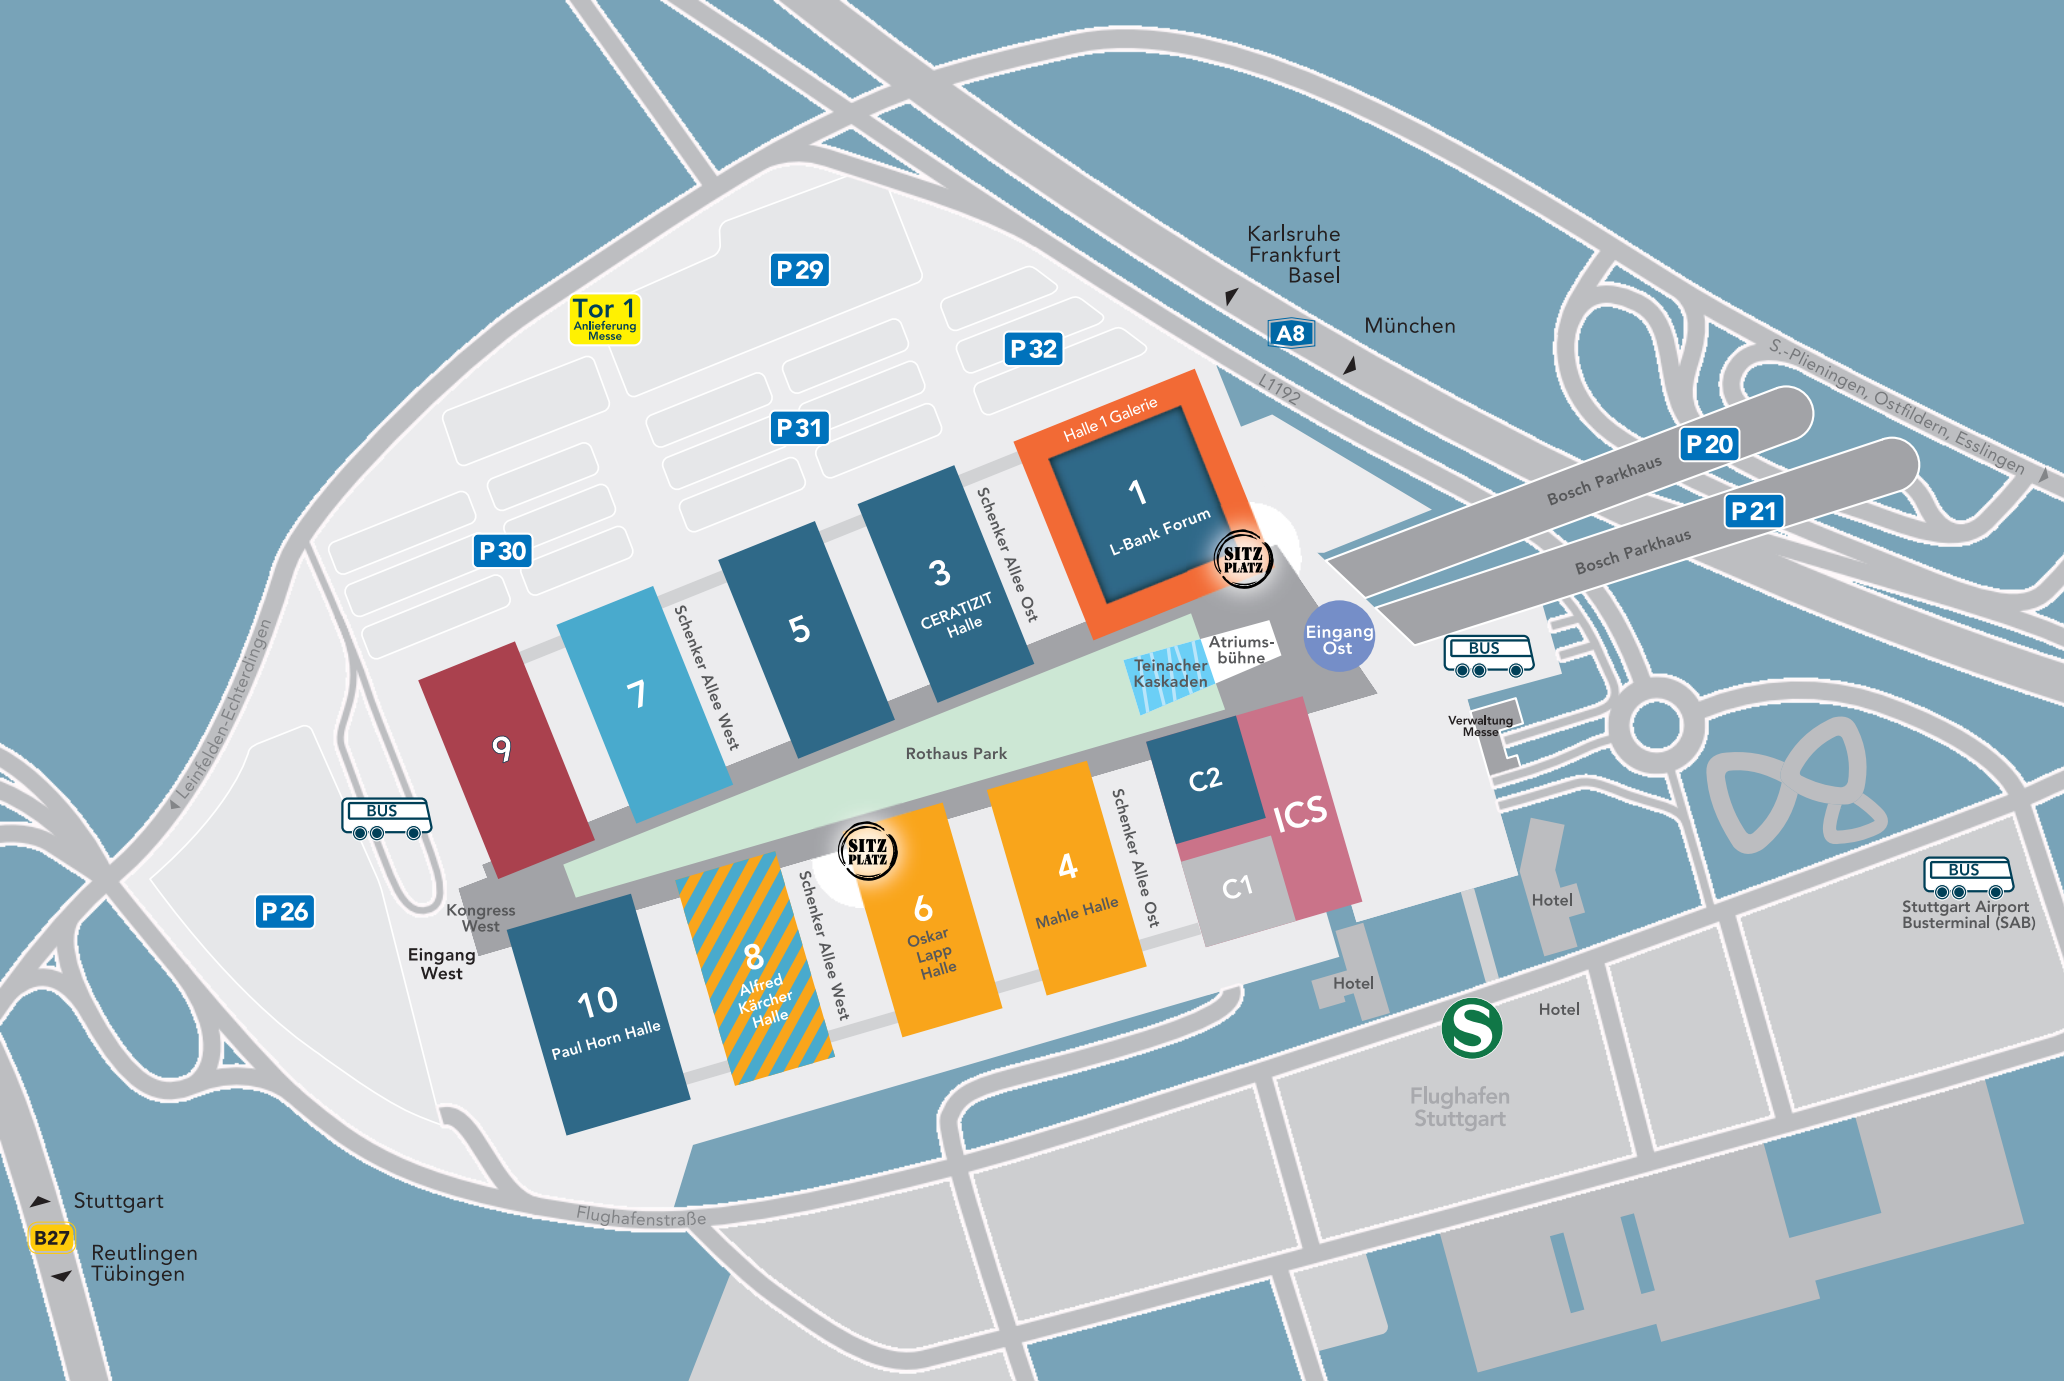 Karlsruhe
Frankfurt
Basel
P29
Tor 1
Anlieferung
Messe
A8
München
P32
S.-Plieningen, Ostfildern, Esslingen
L1192
Halle 1 Galerie
P31
P20
Bosch Parkhaus
1
L-Bank Forum
P21
Bosch Parkhaus
P30
Schenker Allee Ost
SITZ
PLATZ
3
CERATIZIT
Halle
5
Schenker Allee West
Eingang
Ost
Atriums-
bühne
Teinacher
Kaskaden
BUS
7
Leinfelden-Echterdingen
9
Rothaus Park
Verwaltung
Messe
C2
ICS
BUS
SITZ
PLATZ
Schenker Allee Ost
4
Mahle Halle
C1
BUS
Stuttgart Airport
Busterminal (SAB)
P26
Kongress
West
Eingang
West
Schenker Allee West
6
Oskar
Lapp
Halle
Hotel
8
Alfred
Kärcher
Halle
10
Paul Horn Halle
Hotel
Hotel
S
Flughafen
Stuttgart
Stuttgart
B27
Reutlingen
Tübingen
Flughafenstraße